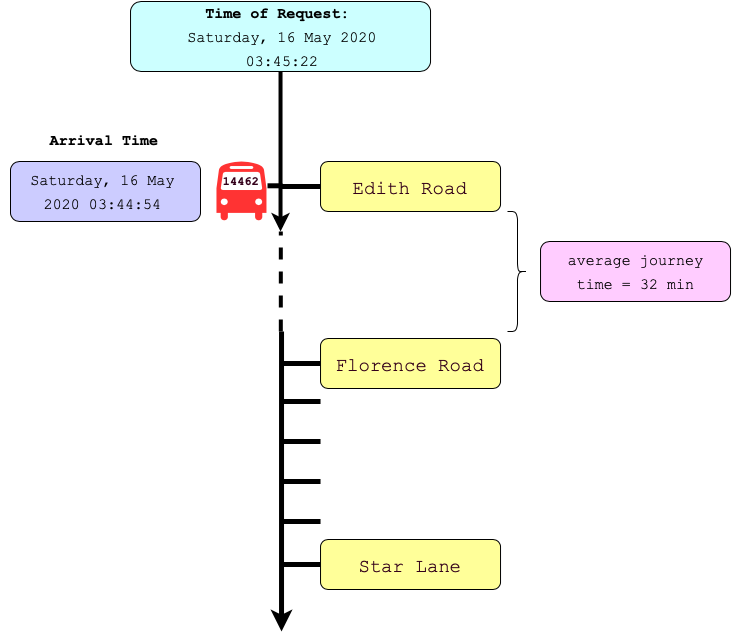 Time of Request:
Saturday, 16 May 2020
03:45:22
Arrival Time
Saturday, 16 May
2020 03:44:54
14462
Edith Road
average journey
time = 32 min
Florence Road
Star Lane